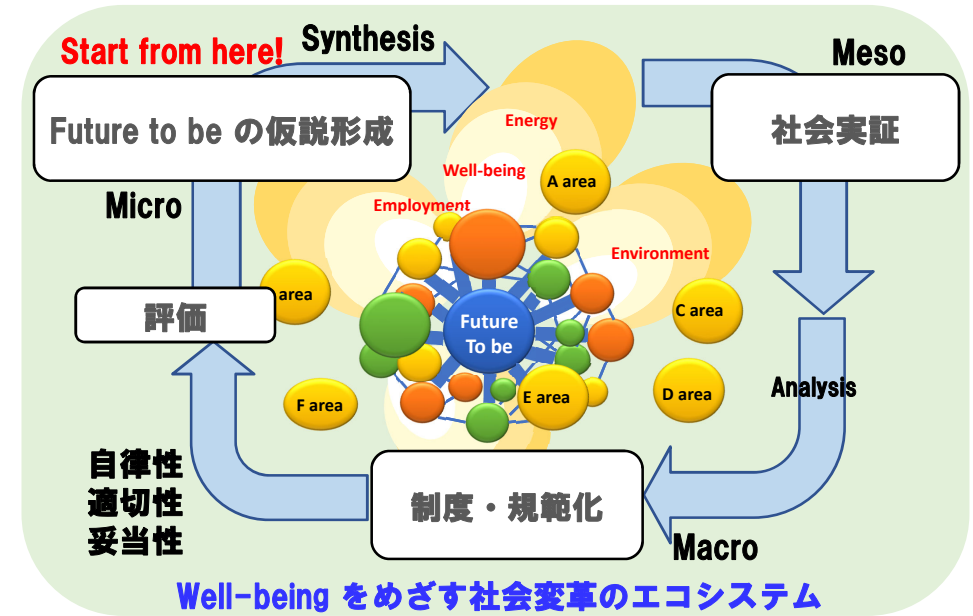 Start from here!
Synthesis
Meso
Future to be の仮説形成
社会実証
Energy
Well-being
A area
Micro
Employment
Environment
area
C area
評価
Future
To be
Analysis
F area
E area
D area
自律性
適切性
妥当性
制度・規範化
Macro
Well-being をめざす社会変革のエコシステム